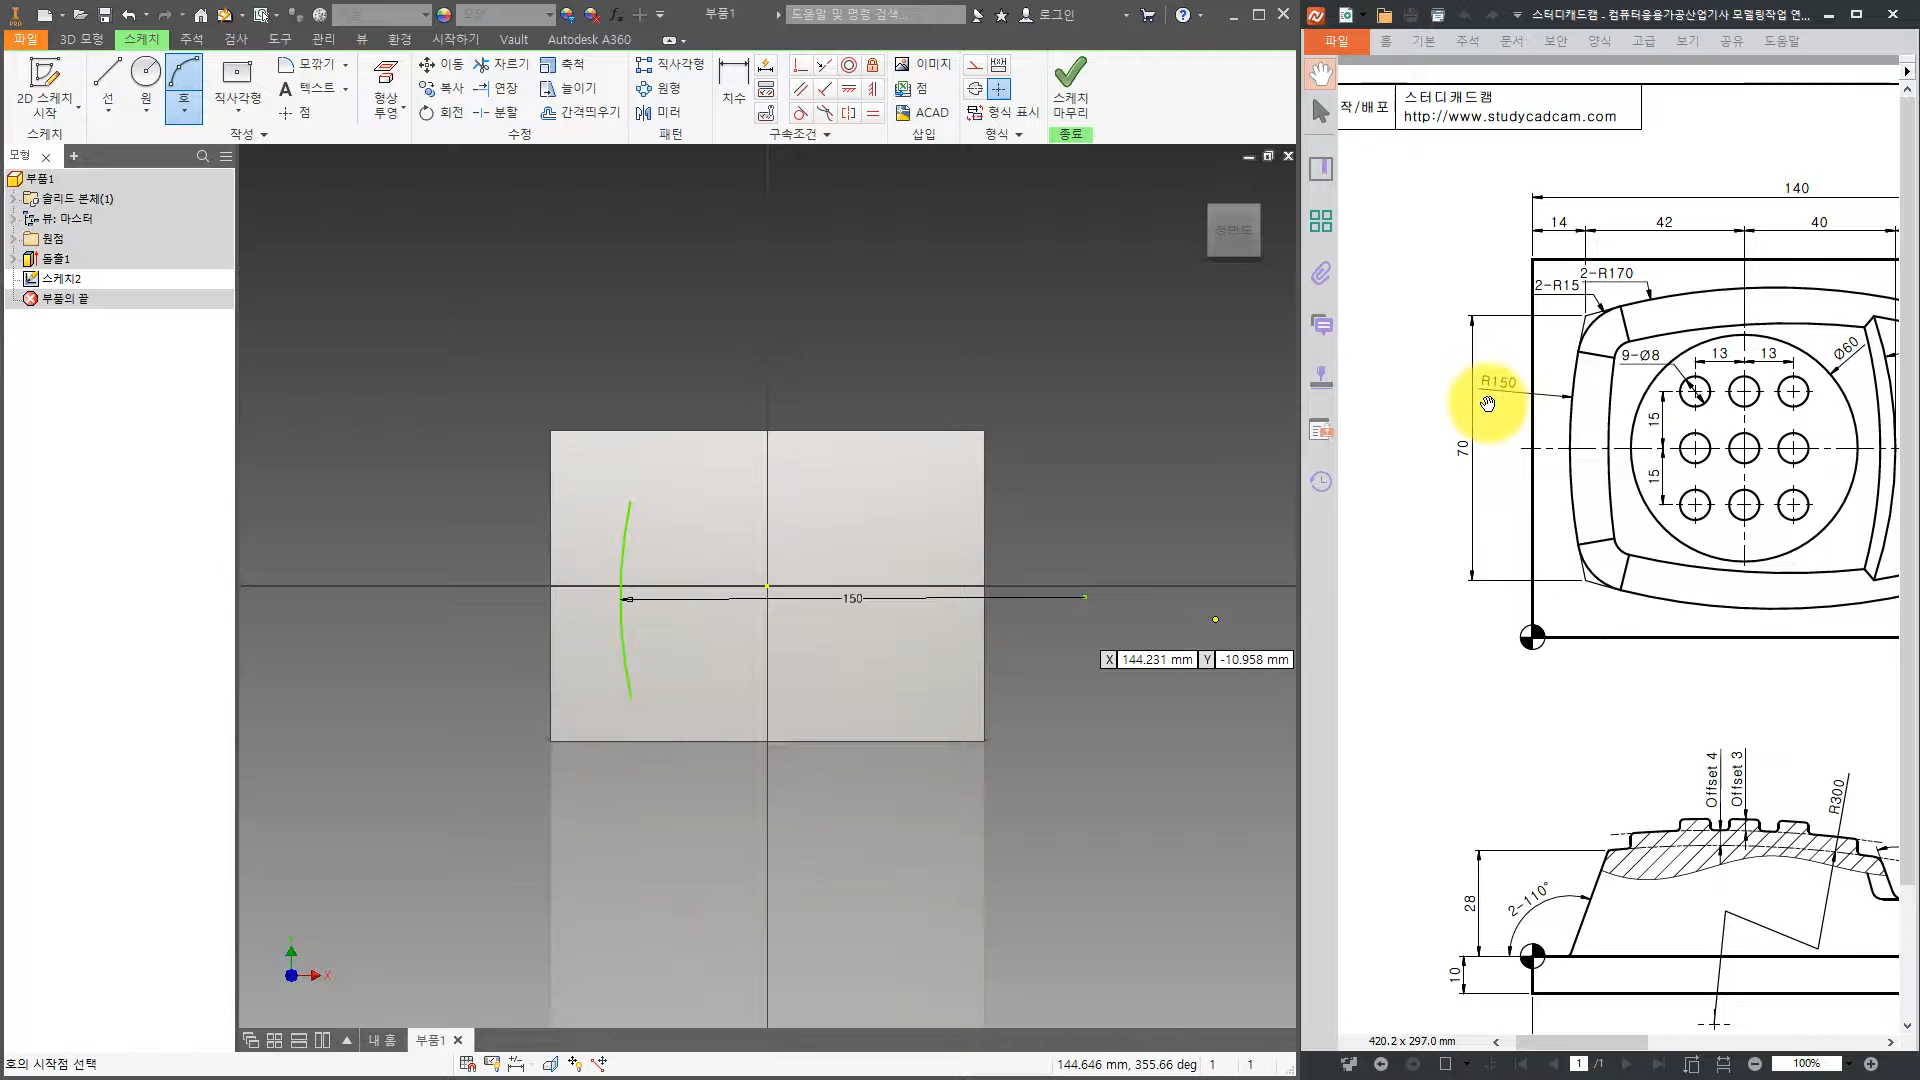 부품1
도움말 및 명령 검색...
로그인
파일 3D 모형 스케치 주석 검사 도구 관리 뷰 환경 시작하기 Vault Autodesk A360
2D 스케치
시작
선
원
호
직사각형
모깎기
텍스트
점
형상
투영
이동
복사
회전
자르기
연장
분할
축척
늘이기
간격띄우기
직사각형
원형
미러
치수
이미지
점
ACAD
형식 표시
스케치
마무리
스케치
작성
수정
패턴
구속조건
삽입
형식
종료
모형
부품1
솔리드 본체(1)
뷰: 마스터
원점
돌출1
스케치2
부품의 끝
정면도
150
X 144.231 mm Y -10.958 mm
Y
X
내 홈
부품1
호의 시작점 선택
144.646 mm, 355.66 deg 1 1
스터디캐드캠 - 컴퓨터응용가공산업기사 모델링작업 연...
파일 홈 기본 주석 문서 보안 양식 고급 보기 공유 도움말
작/배포
스터디캐드캠
http://www.studycadcam.com
140
14 42 40
2-R170
2-R15
9-Ø8
13 13
Ø60
R150
15
70
15
Offset 4
Offset 3
R300
28
2-110°
10
420.2 x 297.0 mm
1 /1
100%